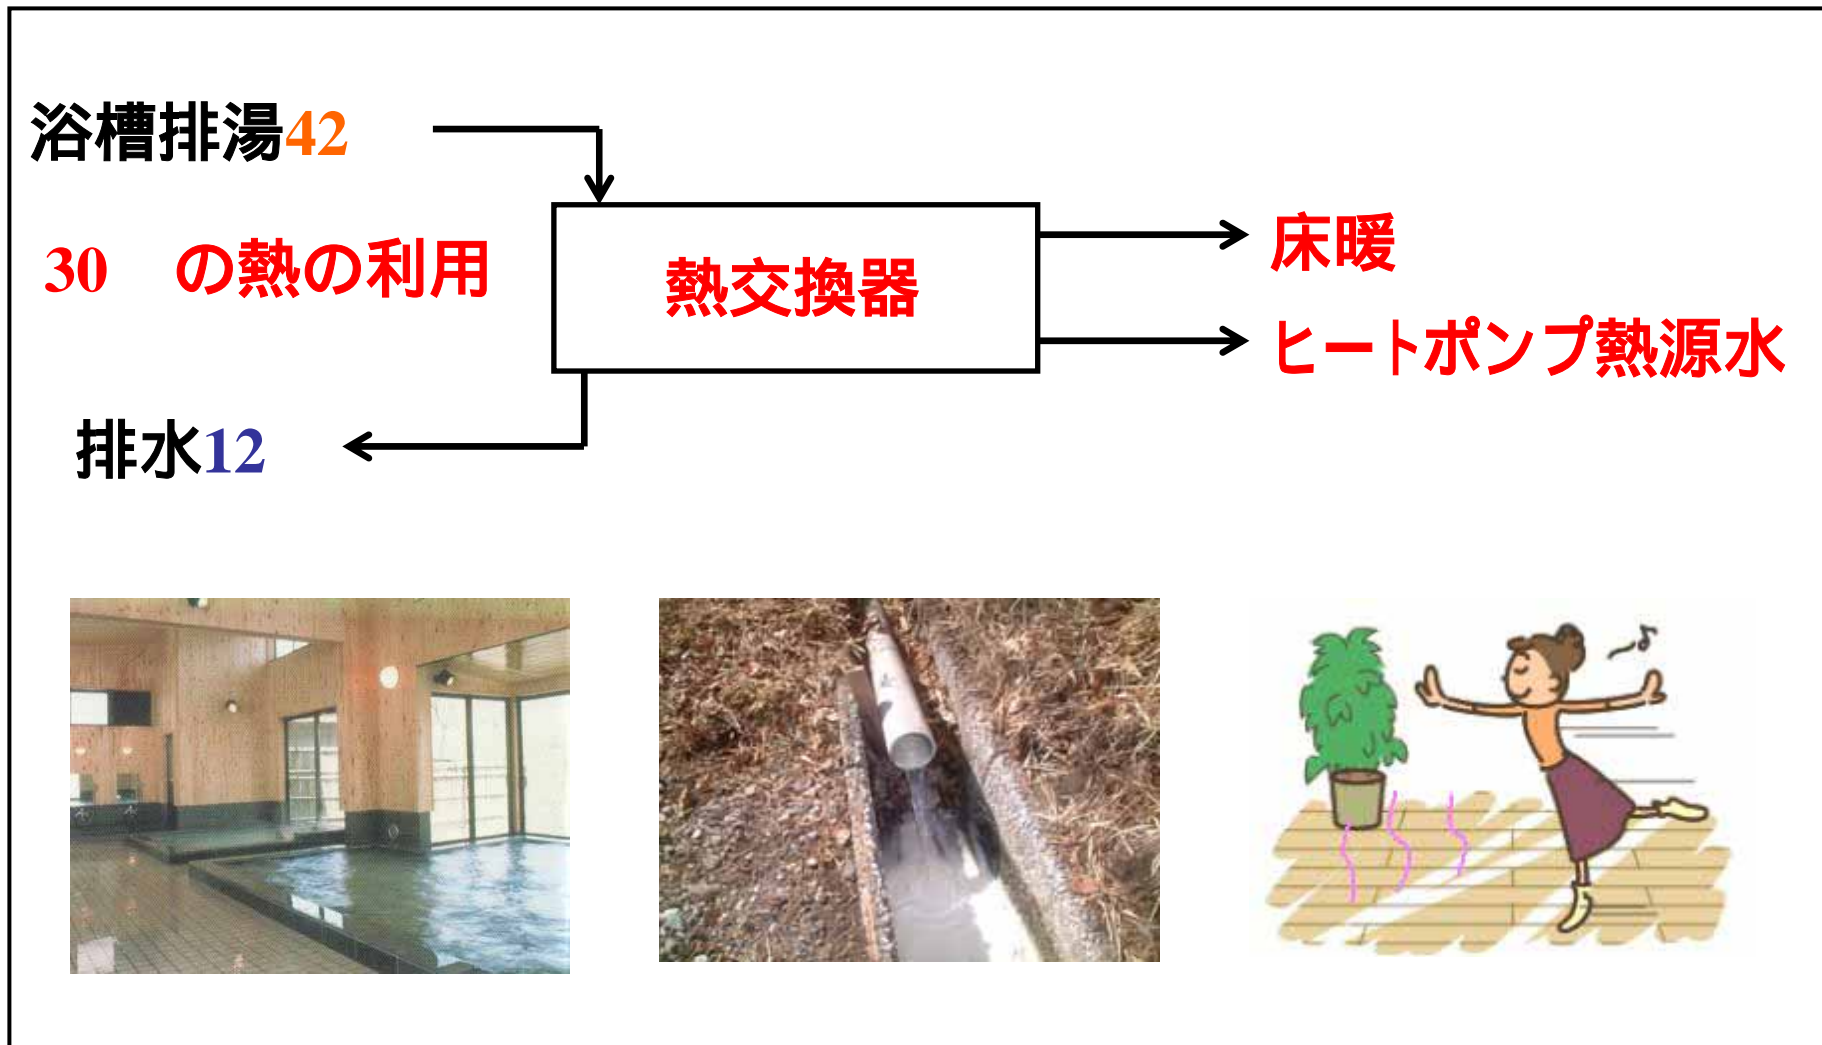 浴槽排湯42
30 の熱の利用
熱交換器
床暖
ヒートポンプ熱源水
排水12